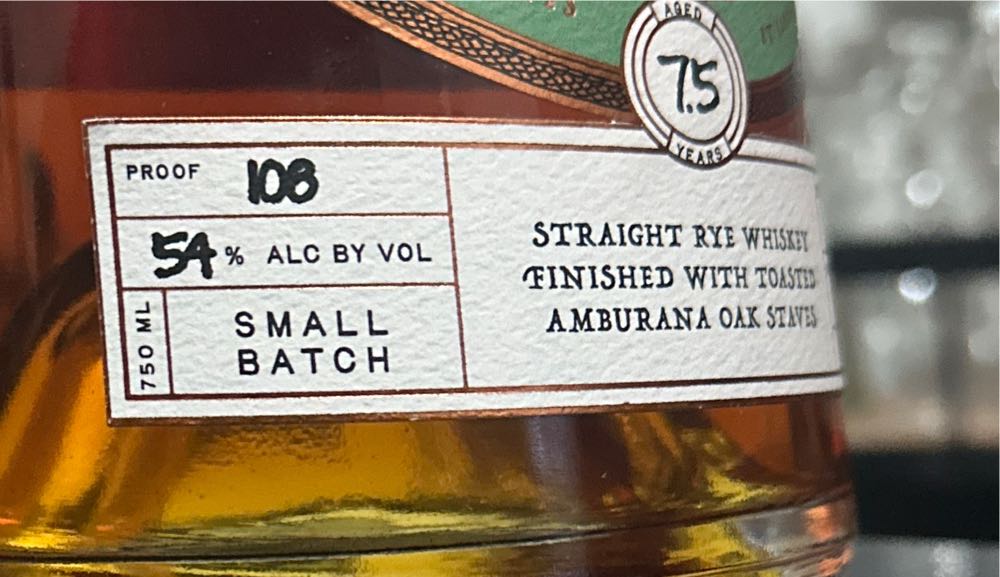 AGED
7.5
YEARS
PROOF 108
54% ALC BY VOL
750 ML
SMALL
BATCH
STRAIGHT RYE WHISKEY
FINISHED WITH TOASTED
AMBURANA OAK STAVES